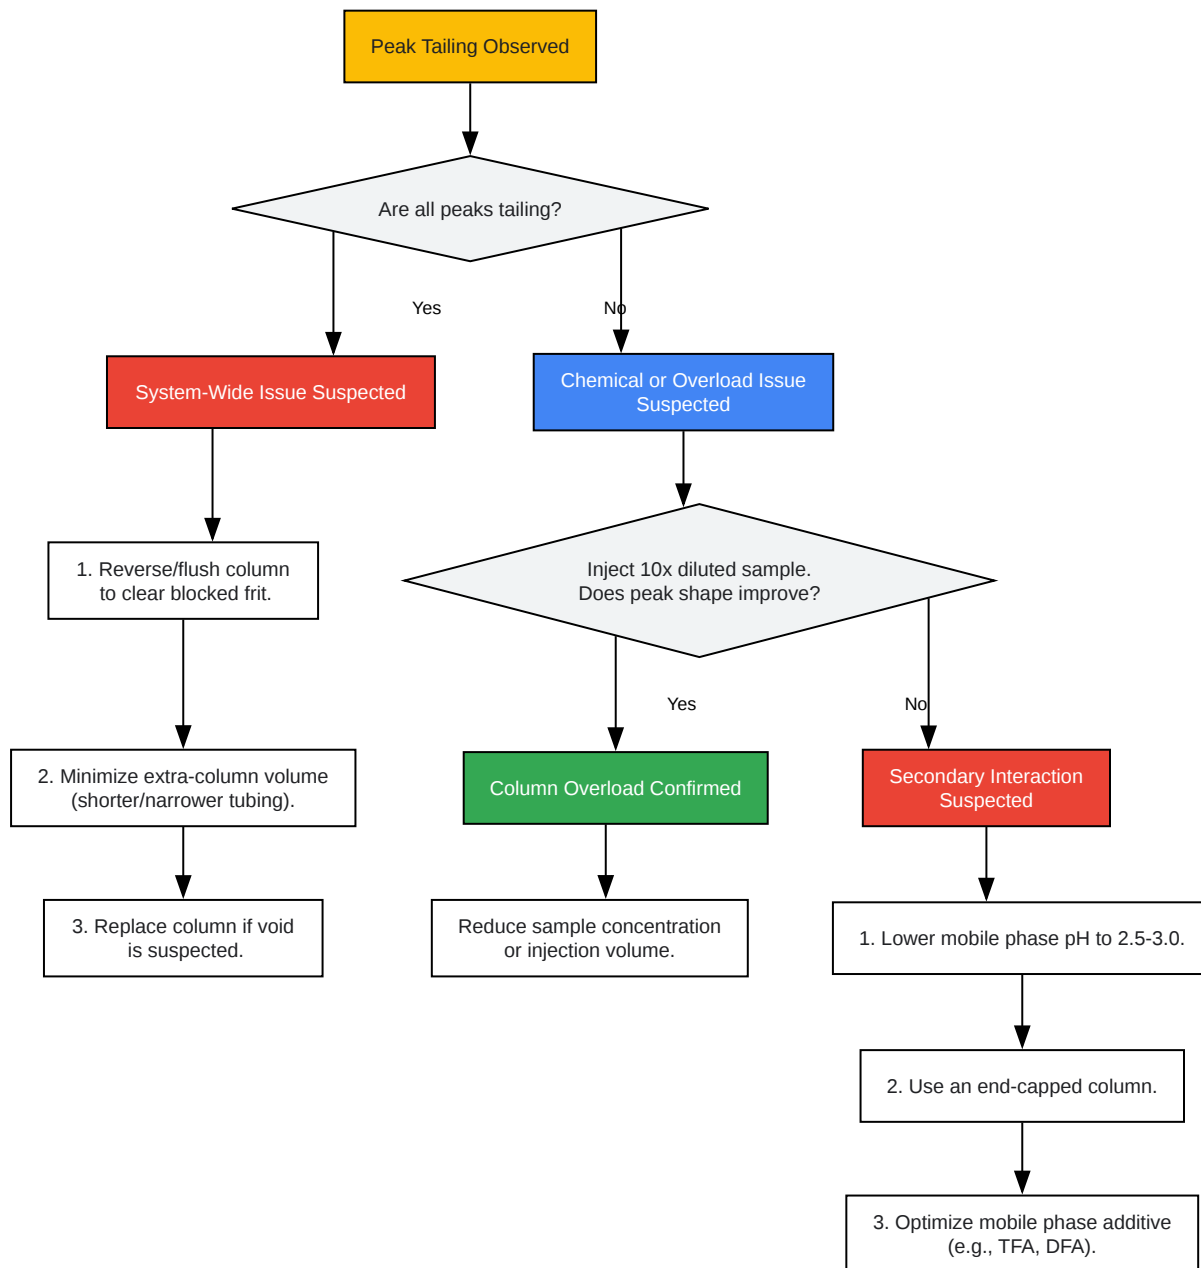 Peak Tailing Observed
Are all peaks tailing?
Yes
No
System-Wide Issue Suspected
Chemical or Overload Issue
Suspected
1. Reverse/flush column
to clear blocked frit.
Inject 10x diluted sample.
Does peak shape improve?
Yes
No
2. Minimize extra-column volume
(shorter/narrower tubing).
Column Overload Confirmed
Secondary Interaction
Suspected
3. Replace column if void
is suspected.
Reduce sample concentration
or injection volume.
1. Lower mobile phase pH to 2.5-3.0.
2. Use an end-capped column.
3. Optimize mobile phase additive
(e.g., TFA, DFA).